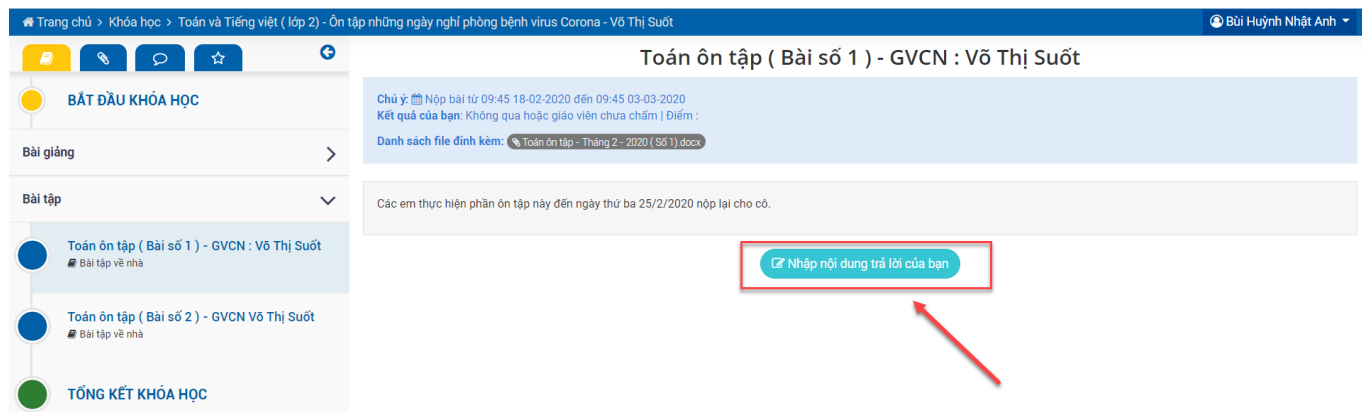 Trang chủ > Khóa học > Toán và Tiếng việt ( lớp 2) - Ôn tập những ngày nghỉ phòng bệnh virus Corona - Võ Thị Suốt
Bùi Huỳnh Nhật Anh
Toán ôn tập ( Bài số 1 ) - GVCN : Võ Thị Suốt
BẮT ĐẦU KHÓA HỌC
Chú ý: Nộp bài từ 09:45 18-02-2020 đến 09:45 03-03-2020
Kết quả của bạn: Không qua hoặc giáo viên chưa chấm | Điểm :
Danh sách file đính kèm: Toán ôn tập - Tháng 2 - 2020 ( Số 1).docx
Bài giảng
Bài tập
Các em thực hiện phần ôn tập này đến ngày thứ ba 25/2/2020 nộp lại cho cô.
Toán ôn tập ( Bài số 1 ) - GVCN : Võ Thị Suốt
Bài tập về nhà
Nhập nội dung trả lời của bạn
Toán ôn tập ( Bài số 2 ) - GVCN Võ Thị Suốt
Bài tập về nhà
TỔNG KẾT KHÓA HỌC